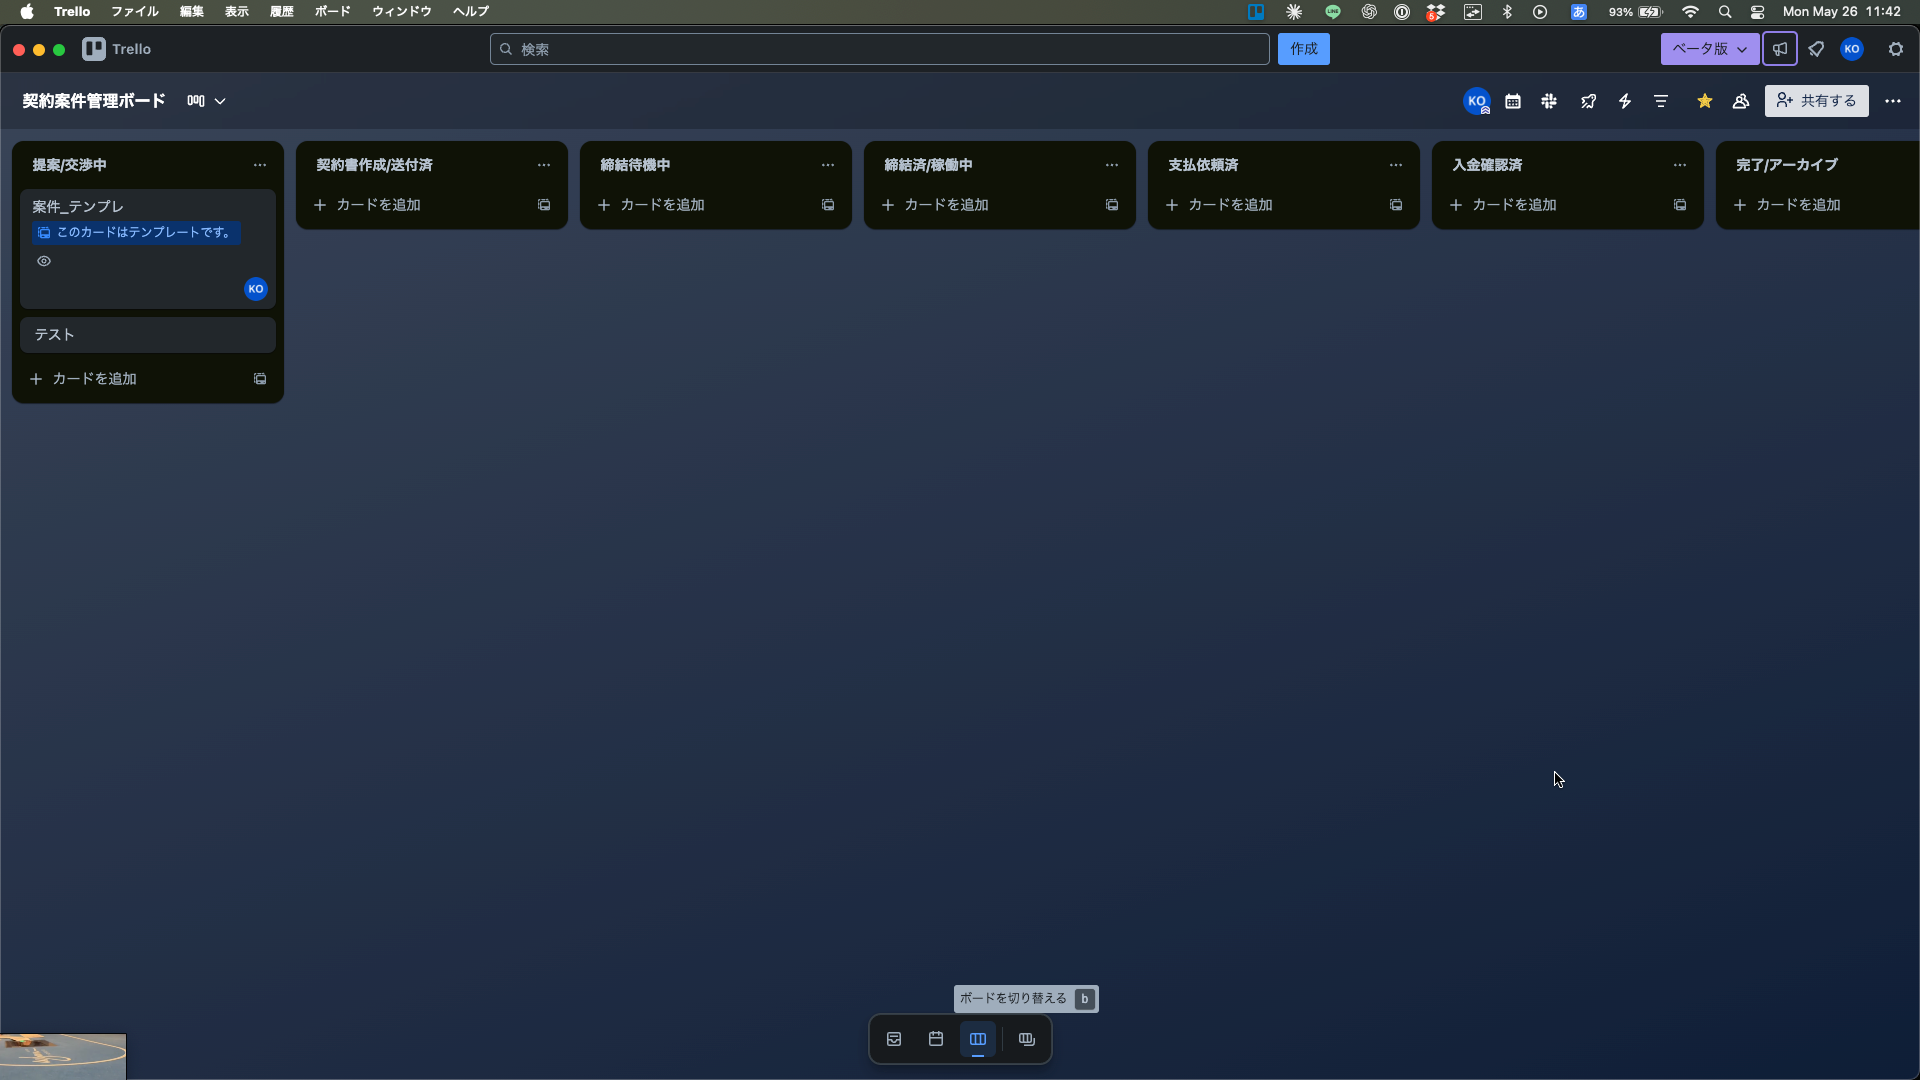 Trello ファイル 編集 表示 履歴 ボード ウィンドウ ヘルプ
LINE
5
あ
93%
Mon May 26 11:42
Trello
検索
作成
ベータ版
KO
契約案件管理ボード
KO
共有する
提案/交渉中
案件_テンプレ
このカードはテンプレートです。
KO
テスト
カードを追加
契約書作成/送付済
カードを追加
締結待機中
カードを追加
締結済/稼働中
カードを追加
支払依頼済
カードを追加
入金確認済
カードを追加
完了/アーカイブ
カードを追加
ボードを切り替える b